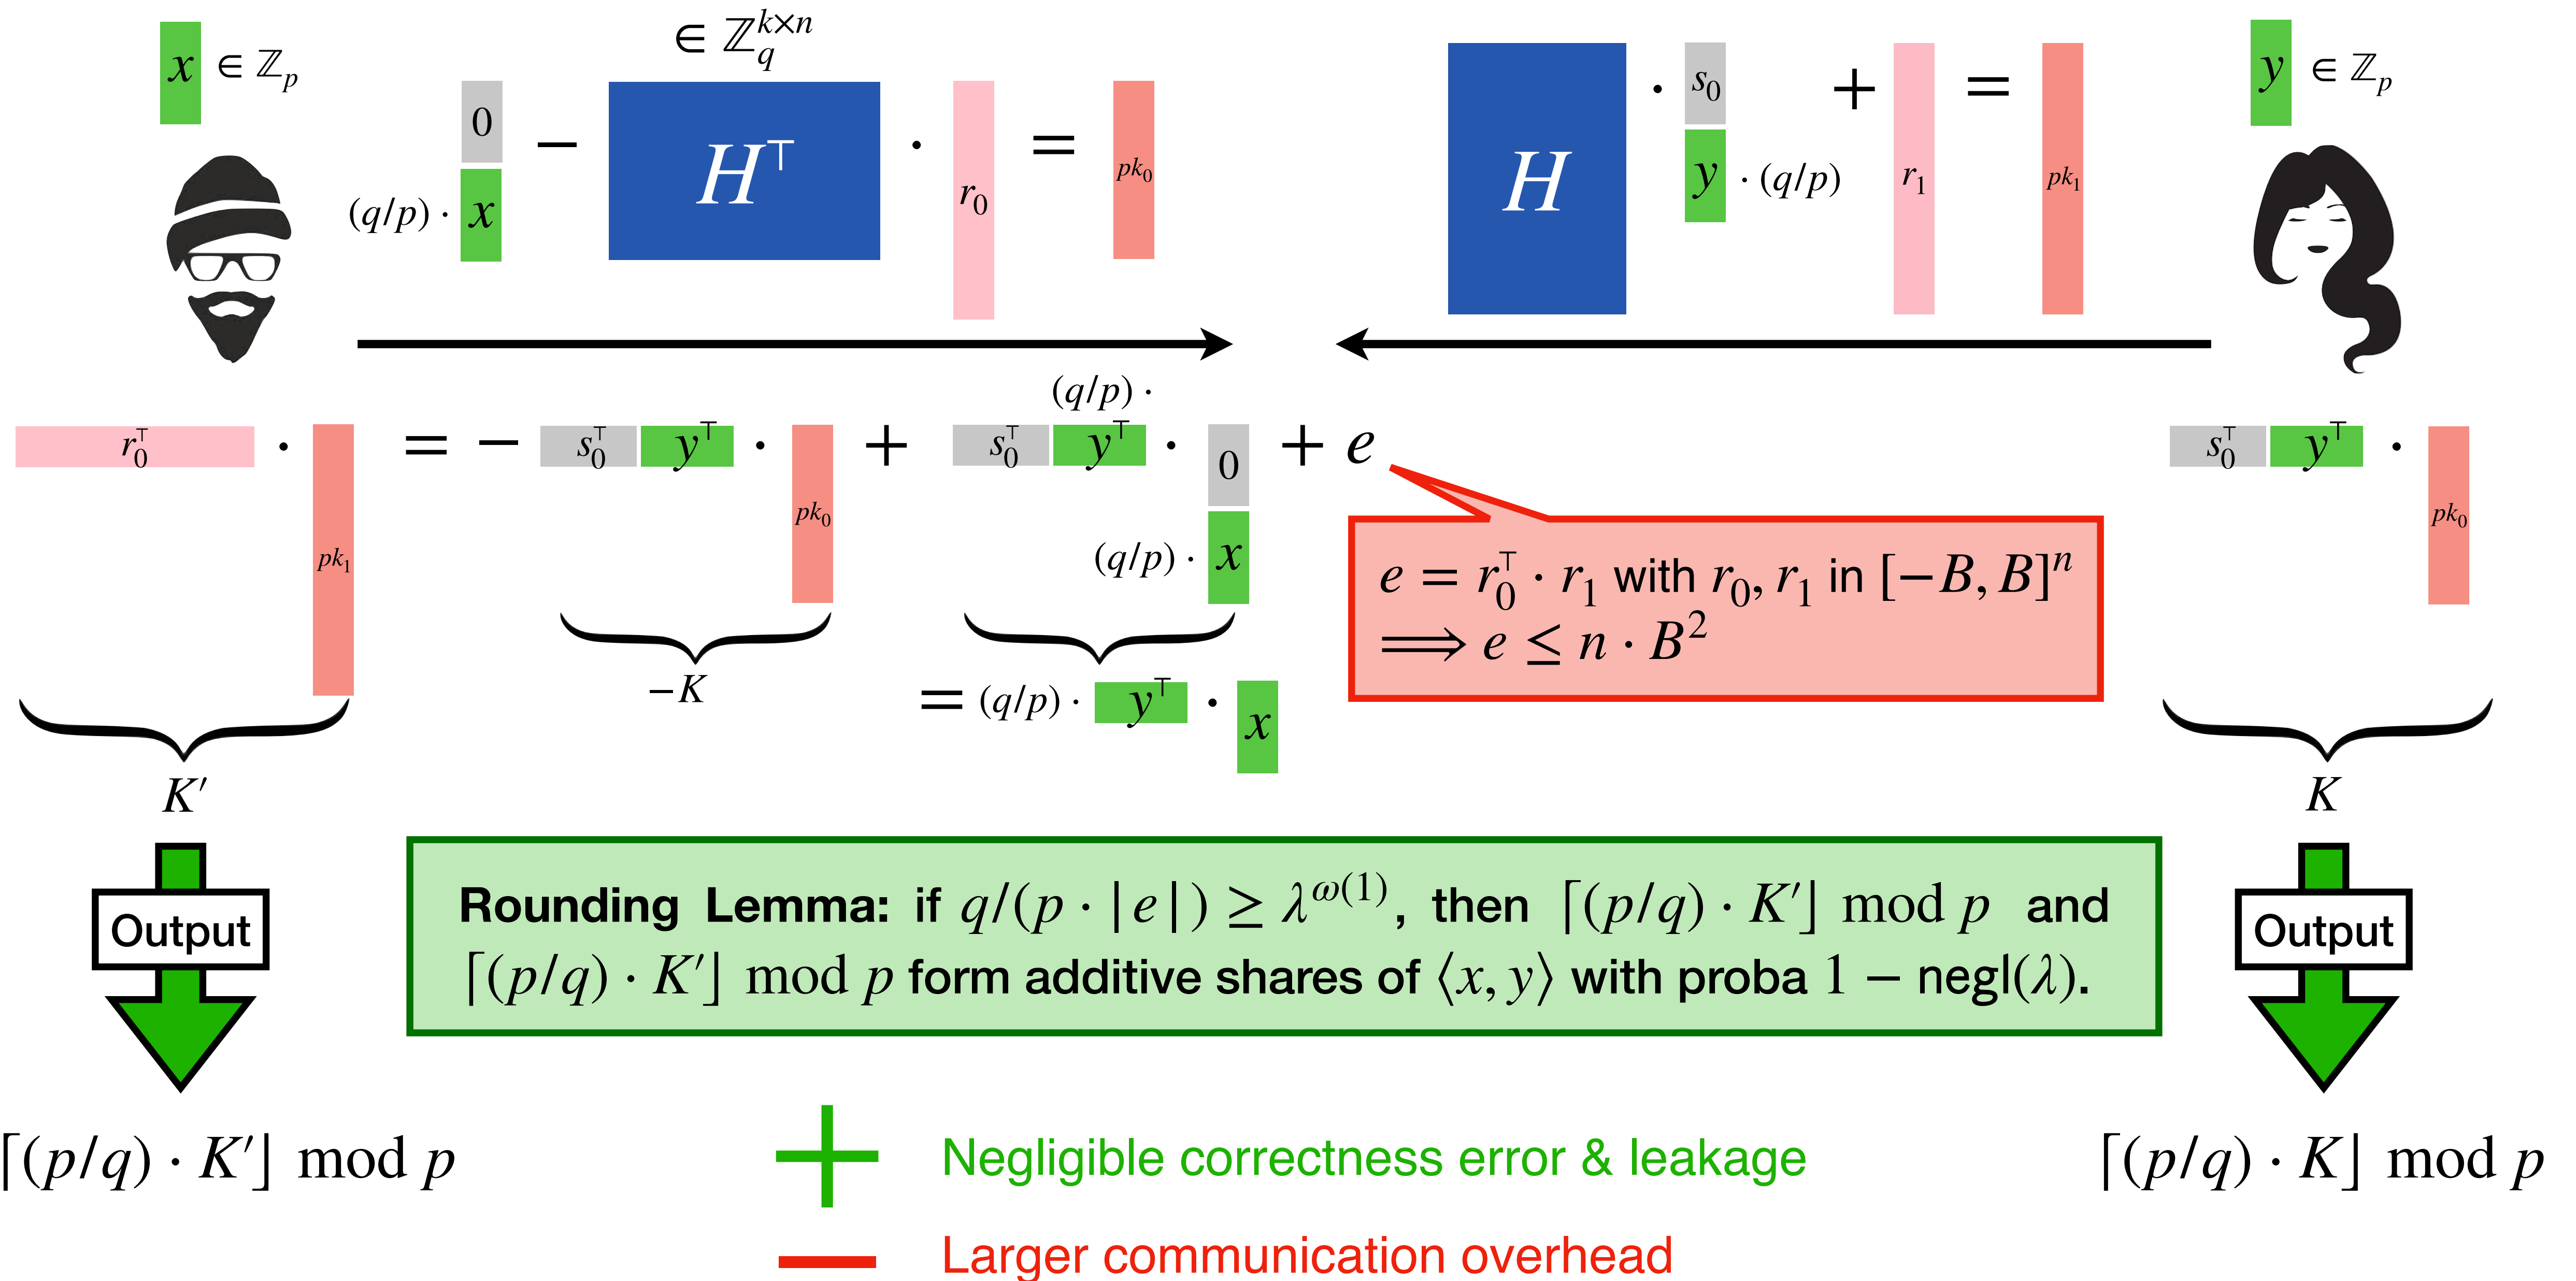 x ∈ ℤ_p
0
(q/p) · x
−
∈ ℤ_q^{k×n}
H^⊤
· r_0
= pk_0
H
· s_0
y · (q/p)
+ r_1
= pk_1
y ∈ ℤ_p
r_0^⊤ · pk_1
= − s_0^⊤ y^⊤ · pk_0
+ (q/p) ·
s_0^⊤ y^⊤ · 0
(q/p) · x
+ e
s_0^⊤ y^⊤ · pk_0
e = r_0^⊤ · r_1 with r_0, r_1 in [−B, B]^n
⟹ e ≤ n · B^2
−K
= (q/p) · y^⊤ · x
K′
K
Rounding Lemma: if q/(p · |e|) ≥ λ^{ω(1)}, then ⌈(p/q) · K′⌋ mod p and
⌈(p/q) · K′⌋ mod p form additive shares of ⟨x, y⟩ with proba 1 − negl(λ).
Output
Output
⌈(p/q) · K′⌋ mod p
⌈(p/q) · K⌋ mod p
+ Negligible correctness error & leakage
− Larger communication overhead